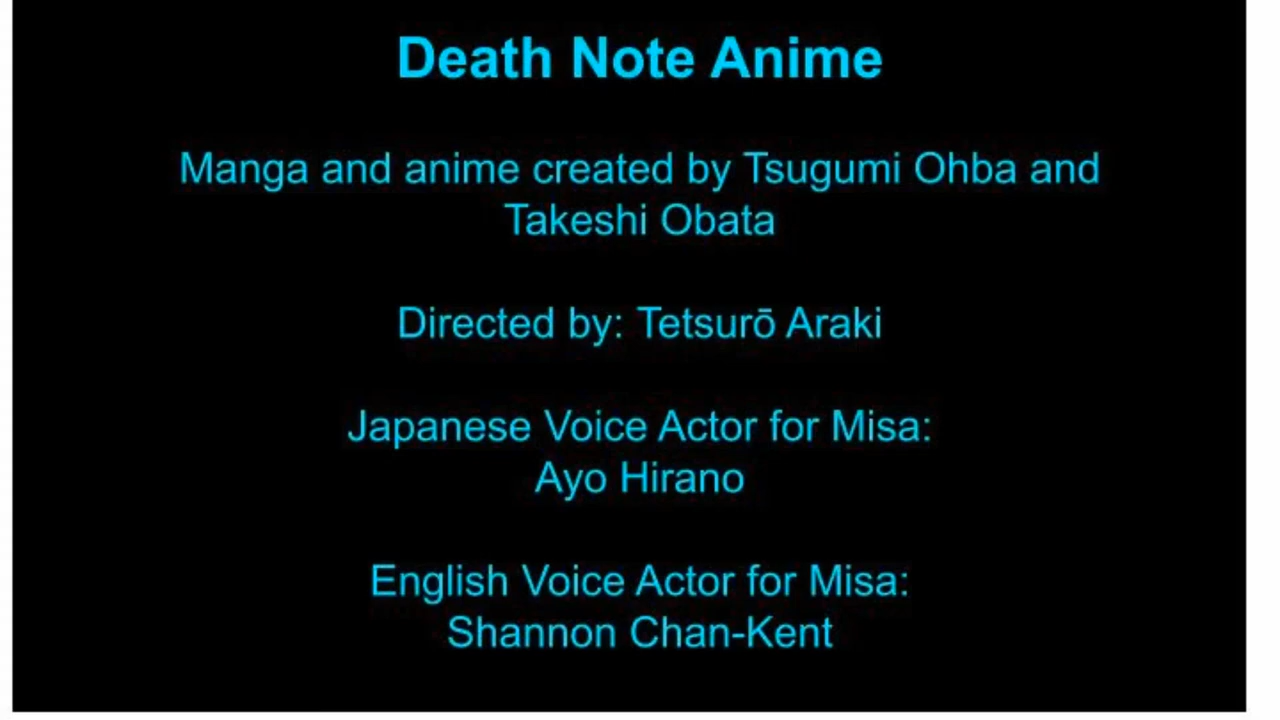 Death Note Anime
Manga and anime created by Tsugumi Ohba and
Takeshi Obata
Directed by: Tetsurō Araki
Japanese Voice Actor for Misa:
Ayo Hirano
English Voice Actor for Misa:
Shannon Chan-Kent